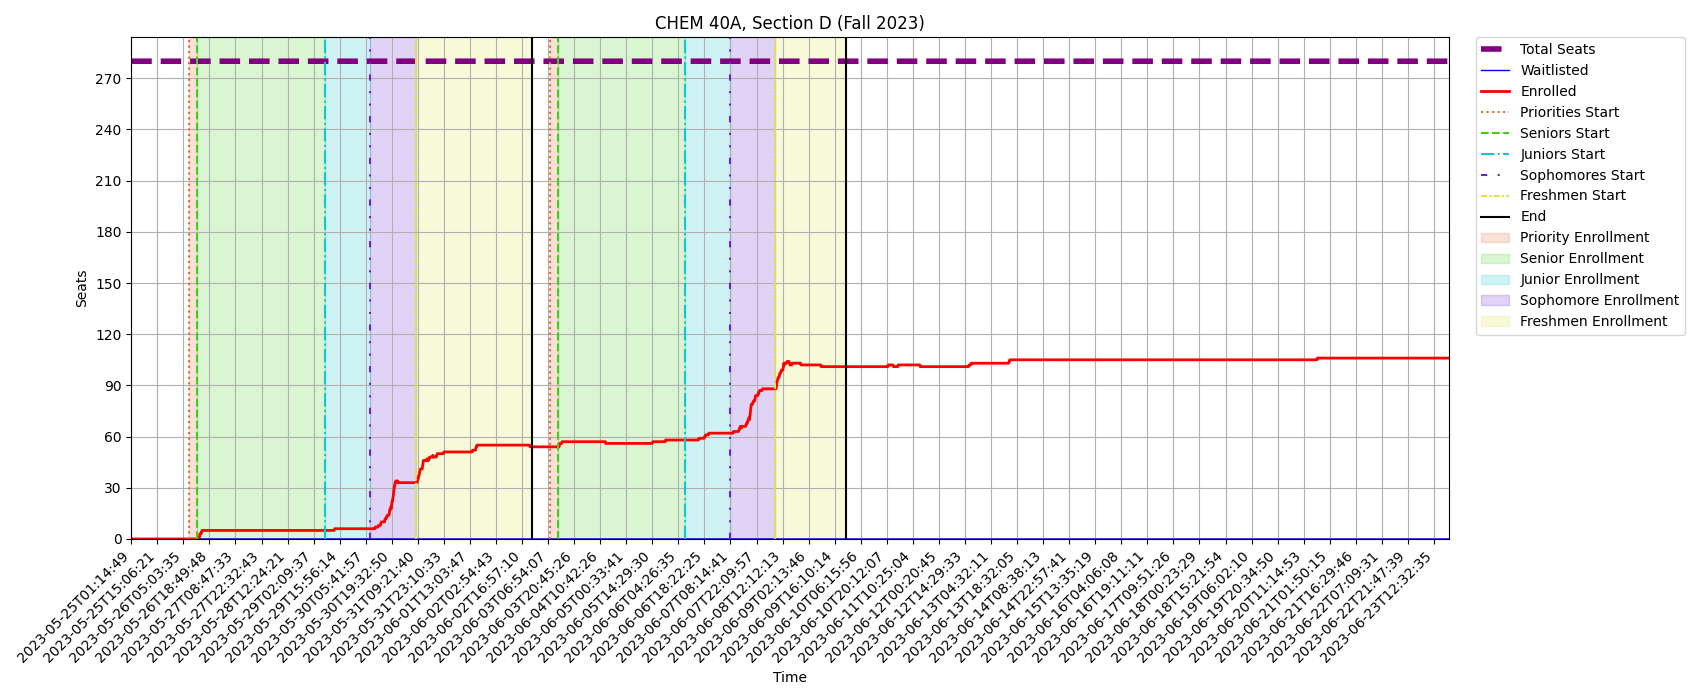 CHEM 40A, Section D (Fall 2023)
Total Seats
Waitlisted
Enrolled
Priorities Start
Seniors Start
Juniors Start
Sophomores Start
Freshmen Start
End
Priority Enrollment
Senior Enrollment
Junior Enrollment
Sophomore Enrollment
Freshmen Enrollment
Seats
270
240
210
180
150
120
90
60
30
0
2023-05-25T01:14:49
2023-05-25T15:06:21
2023-05-26T05:03:35
2023-05-26T18:49:48
2023-05-27T08:47:33
2023-05-27T22:32:43
2023-05-28T12:24:21
2023-05-29T02:09:37
2023-05-29T15:56:14
2023-05-30T05:41:57
2023-05-30T19:32:50
2023-05-31T09:21:40
2023-05-31T23:10:33
2023-06-01T13:03:47
2023-06-02T02:54:43
2023-06-02T16:57:10
2023-06-03T06:54:07
2023-06-03T20:45:26
2023-06-04T10:42:26
2023-06-05T00:33:41
2023-06-05T14:29:30
2023-06-06T04:26:35
2023-06-06T18:22:25
2023-06-07T08:14:41
2023-06-07T22:09:57
2023-06-08T12:12:13
2023-06-09T02:13:46
2023-06-09T16:10:14
2023-06-10T06:15:56
2023-06-10T20:12:07
2023-06-11T10:25:04
2023-06-12T00:20:45
2023-06-12T14:29:33
2023-06-13T04:32:11
2023-06-13T18:32:05
2023-06-14T08:38:13
2023-06-14T22:57:41
2023-06-15T13:35:19
2023-06-16T04:06:08
2023-06-16T19:11:11
2023-06-17T09:51:26
2023-06-18T00:23:29
2023-06-18T15:21:54
2023-06-19T06:02:10
2023-06-19T20:34:50
2023-06-20T11:14:53
2023-06-21T01:50:15
2023-06-21T16:29:46
2023-06-22T07:09:31
2023-06-22T21:47:39
2023-06-23T12:32:35
Time